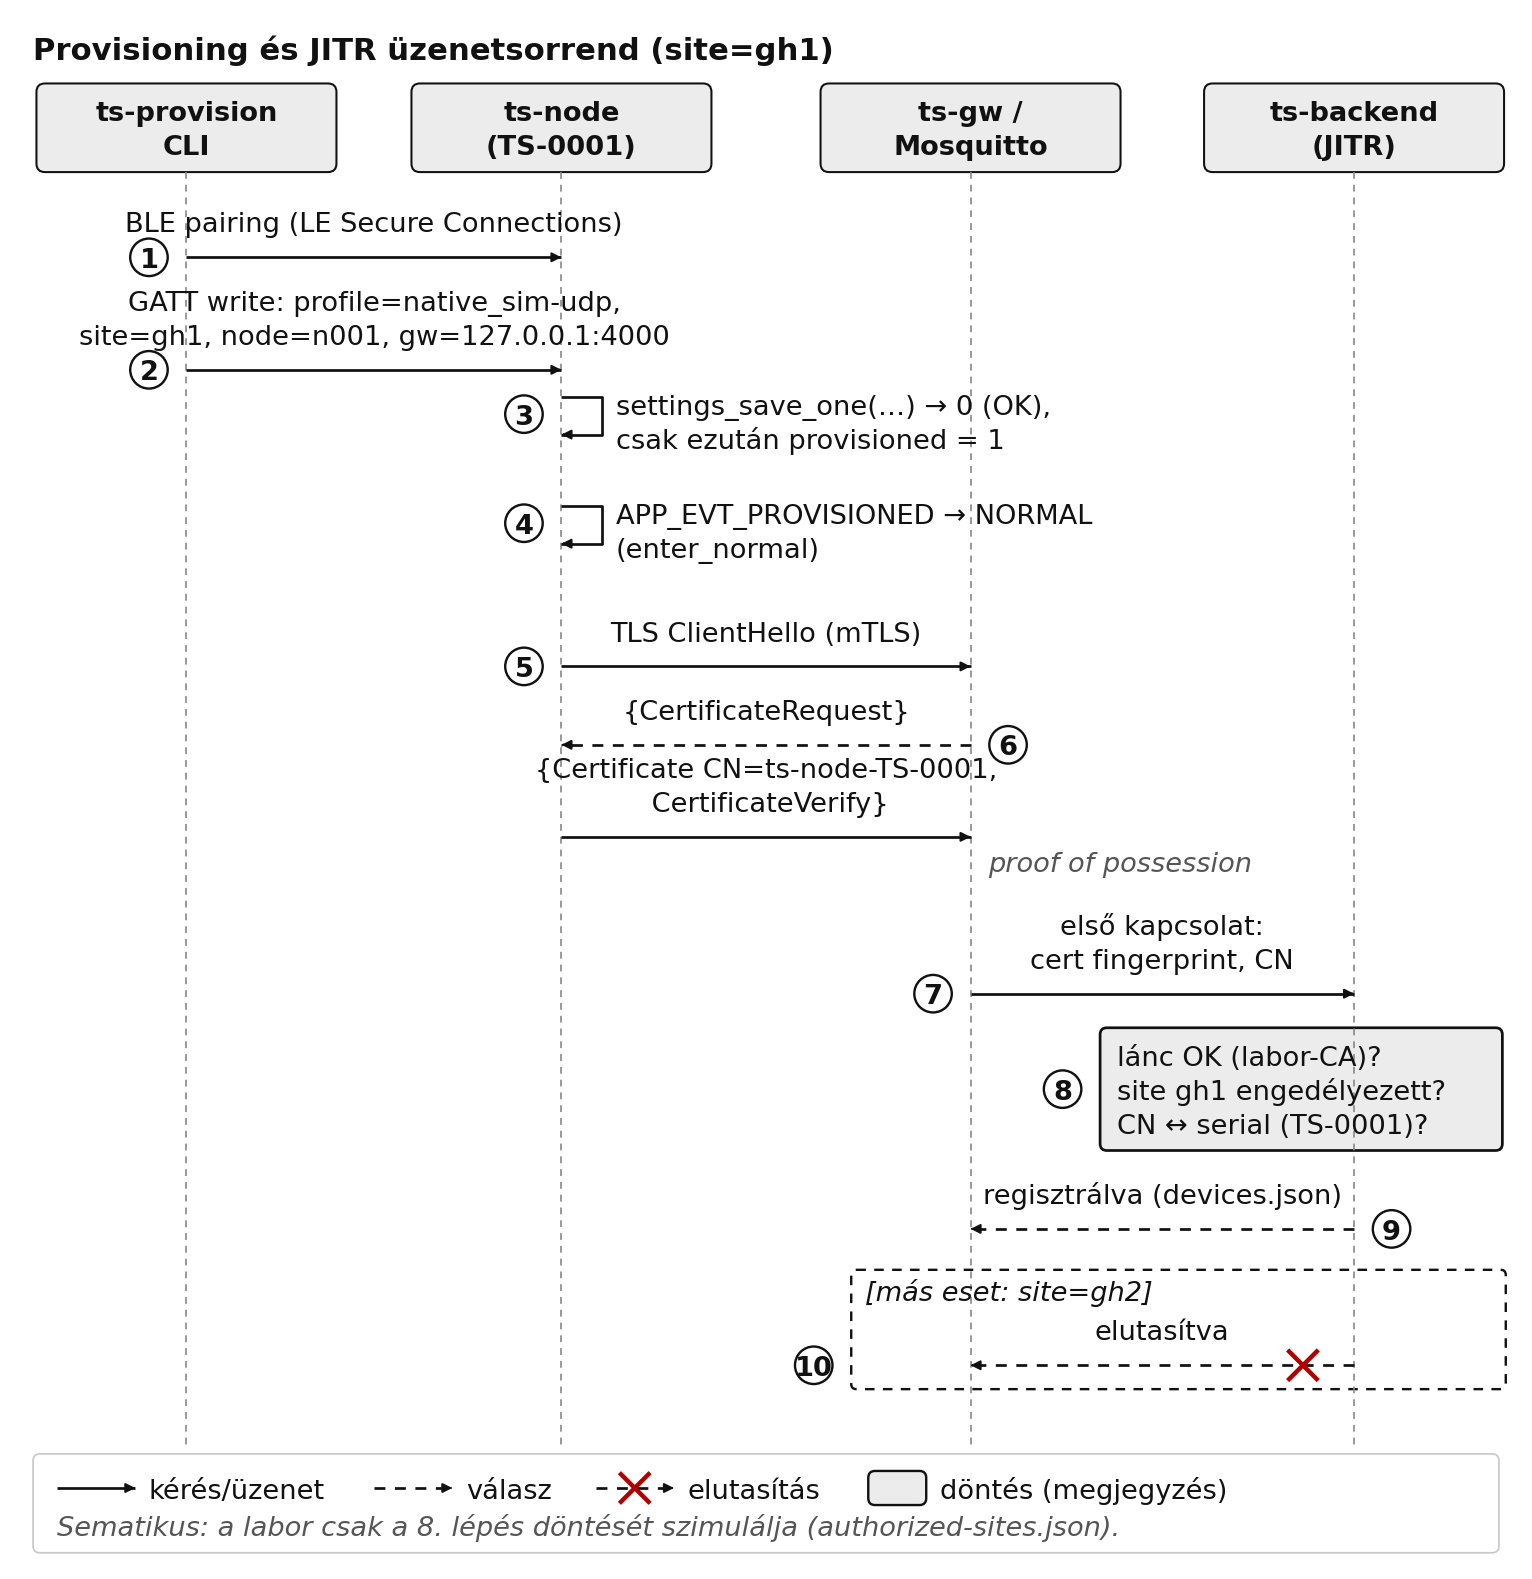 Provisioning és JITR üzenetsorrend (site=gh1)
ts-provision
CLI
ts-node
(TS-0001)
ts-gw /
Mosquitto
ts-backend
(JITR)
BLE pairing (LE Secure Connections)
1
GATT write: profile=native_sim-udp,
site=gh1, node=n001, gw=127.0.0.1:4000
2
3
settings_save_one(...) → 0 (OK),
csak ezután provisioned = 1
4
APP_EVT_PROVISIONED → NORMAL
(enter_normal)
TLS ClientHello (mTLS)
5
{CertificateRequest}
6
{Certificate CN=ts-node-TS-0001,
CertificateVerify}
proof of possession
első kapcsolat:
cert fingerprint, CN
7
8
lánc OK (labor-CA)?
site gh1 engedélyezett?
CN ↔ serial (TS-0001)?
regisztrálva (devices.json)
9
[más eset: site=gh2]
elutasítva
10
kérés/üzenet
válasz
elutasítás
döntés (megjegyzés)
Sematikus: a labor csak a 8. lépés döntését szimulálja (authorized-sites.json).